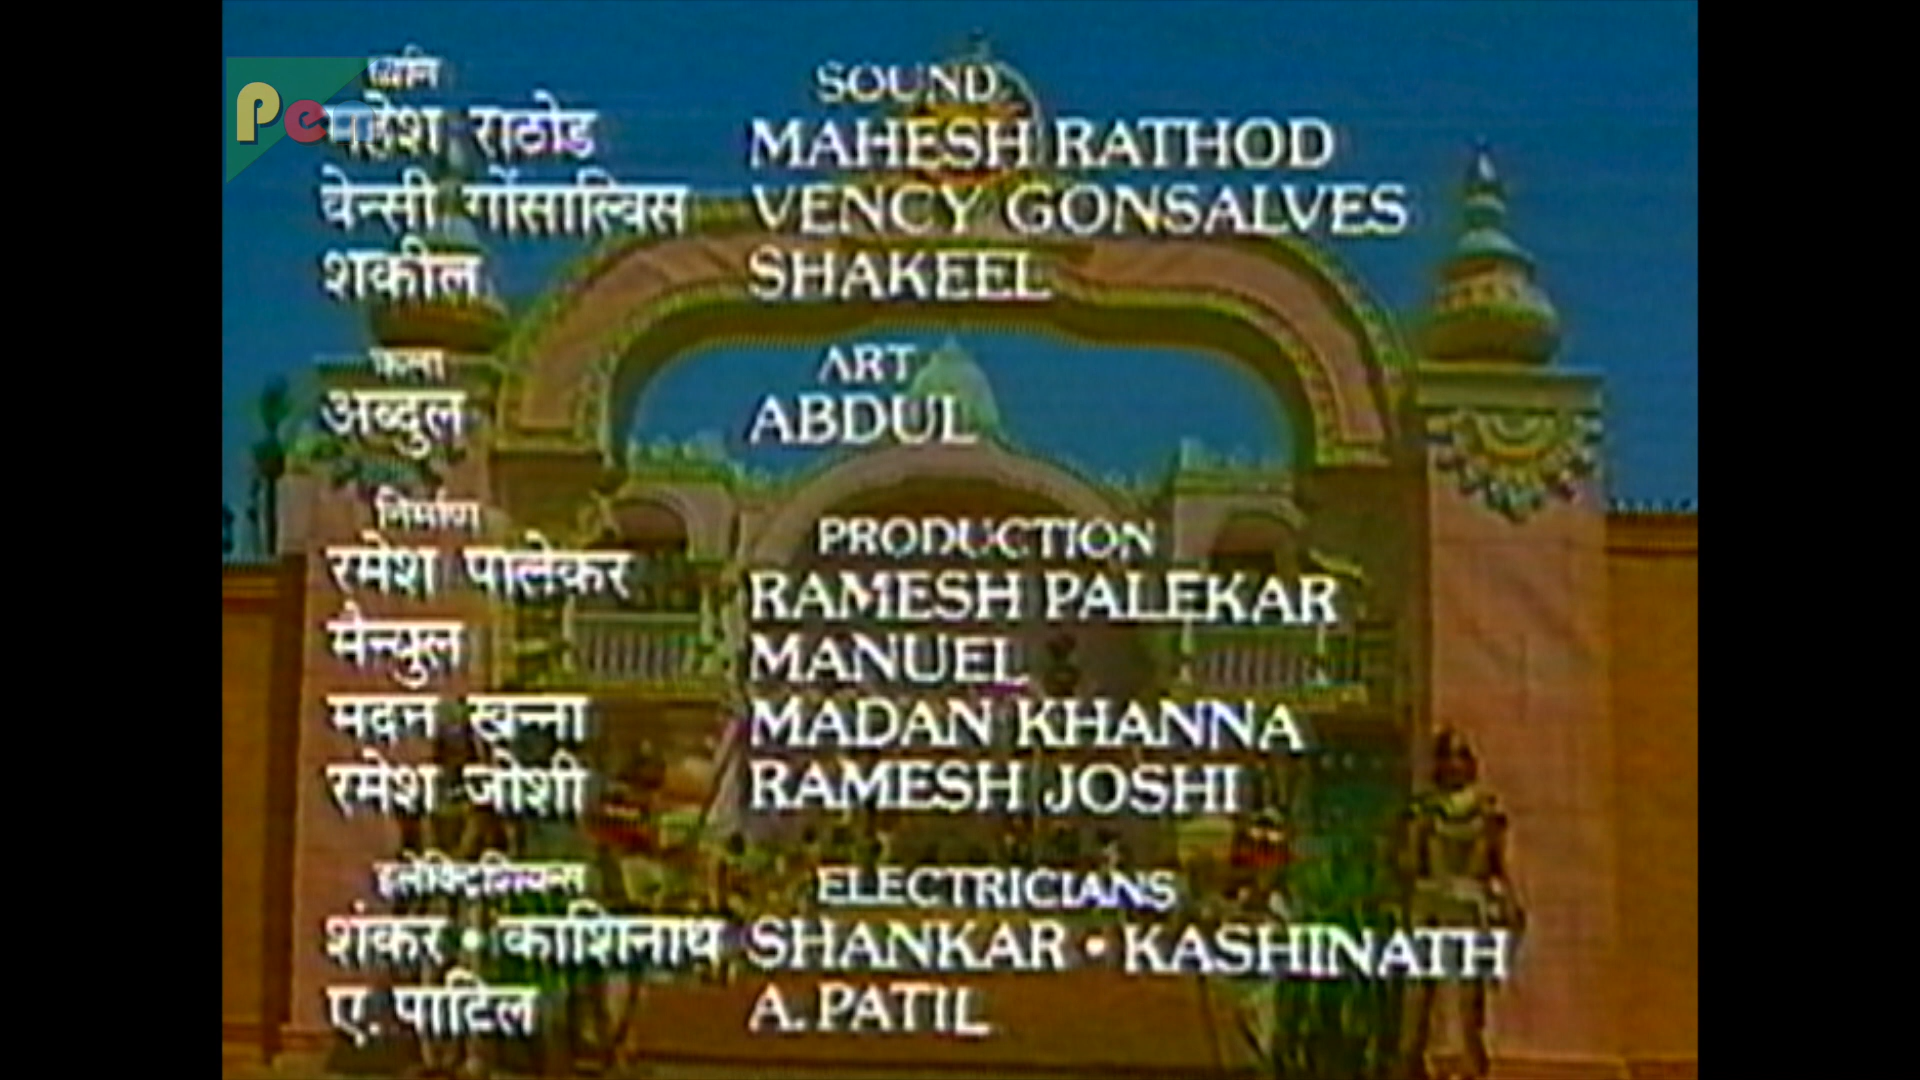 Pen
ध्वनि SOUND
महेश राठोड MAHESH RATHOD
वेन्सी गोंसाल्विस VENCY GONSALVES
शकील SHAKEEL
कला ART
अब्दुल ABDUL
निर्माण PRODUCTION
रमेश पालेकर RAMESH PALEKAR
मैन्युल MANUEL
मदन खन्ना MADAN KHANNA
रमेश जोशी RAMESH JOSHI
इलेक्ट्रिशियन्स ELECTRICIANS
शंकर • काशिनाथ SHANKAR • KASHINATH
ए. पाटिल A. PATIL